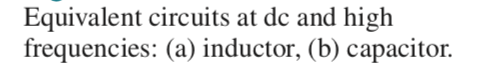 Equivalent circuits at dc and high
frequencies: (a) inductor, (b) capacitor.